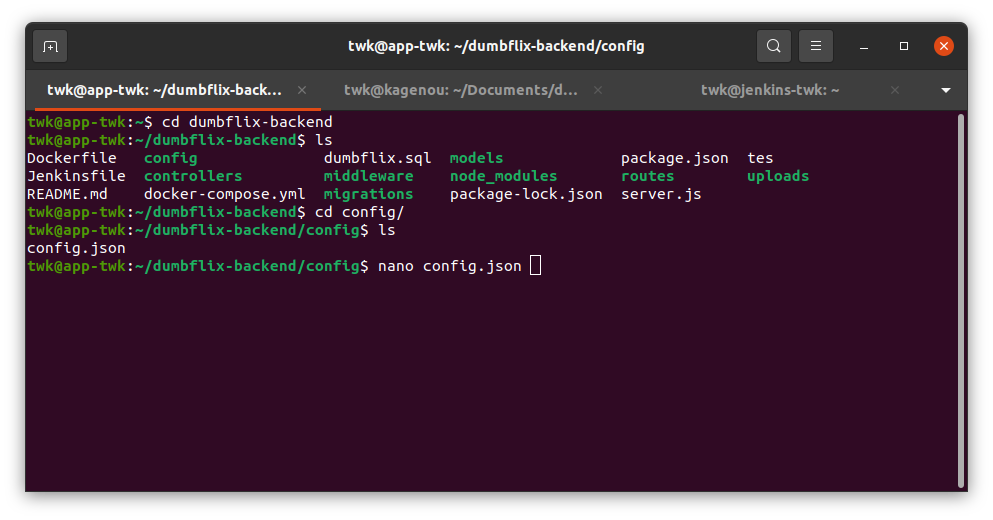 twk@app-twk: ~/dumbflix-backend/config
twk@app-twk: ~/dumbflix-back... twk@kagenou: ~/Documents/d... twk@jenkins-twk: ~
twk@app-twk:~$ cd dumbflix-backend
twk@app-twk:~/dumbflix-backend$ ls
Dockerfile config dumbflix.sql models package.json tes
Jenkinsfile controllers middleware node_modules routes uploads
README.md docker-compose.yml migrations package-lock.json server.js
twk@app-twk:~/dumbflix-backend$ cd config/
twk@app-twk:~/dumbflix-backend/config$ ls
config.json
twk@app-twk:~/dumbflix-backend/config$ nano config.json